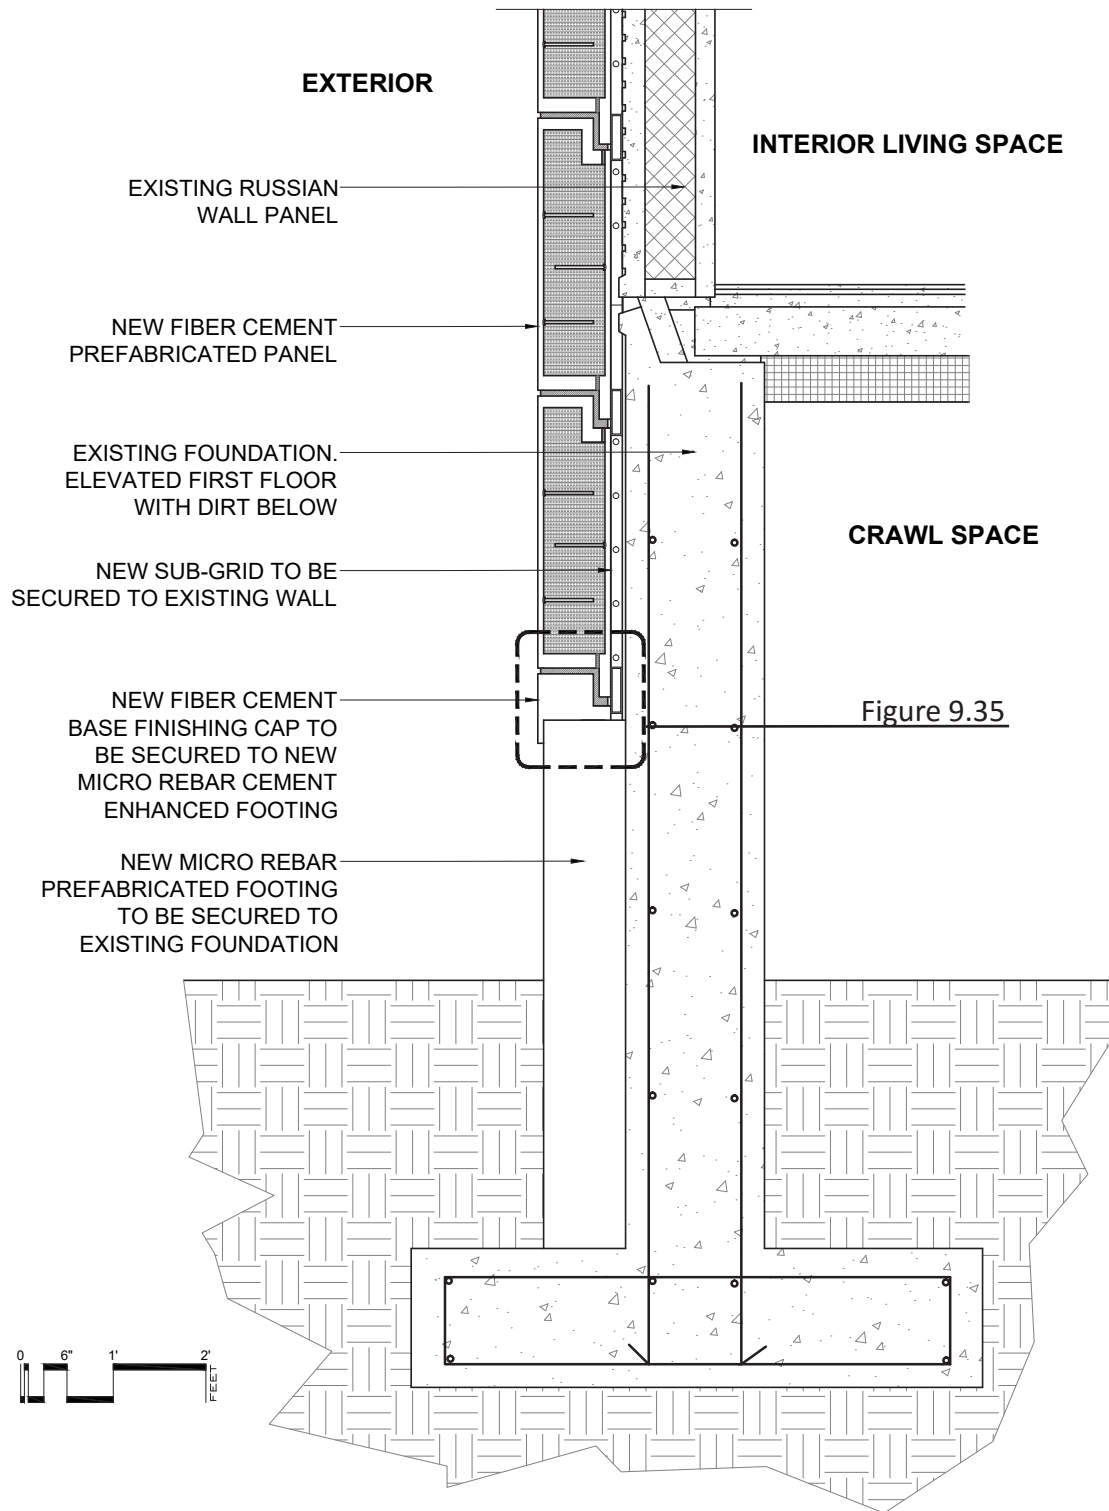 EXTERIOR
INTERIOR LIVING SPACE
EXISTING RUSSIAN
WALL PANEL
NEW FIBER CEMENT
PREFABRICATED PANEL
EXISTING FOUNDATION.
ELEVATED FIRST FLOOR
WITH DIRT BELOW
CRAWL SPACE
NEW SUB-GRID TO BE
SECURED TO EXISTING WALL
NEW FIBER CEMENT
BASE FINISHING CAP TO
BE SECURED TO NEW
MICRO REBAR CEMENT
ENHANCED FOOTING
Figure 9.35
NEW MICRO REBAR
PREFABRICATED FOOTING
TO BE SECURED TO
EXISTING FOUNDATION
0 6" 1' 2'
FEET